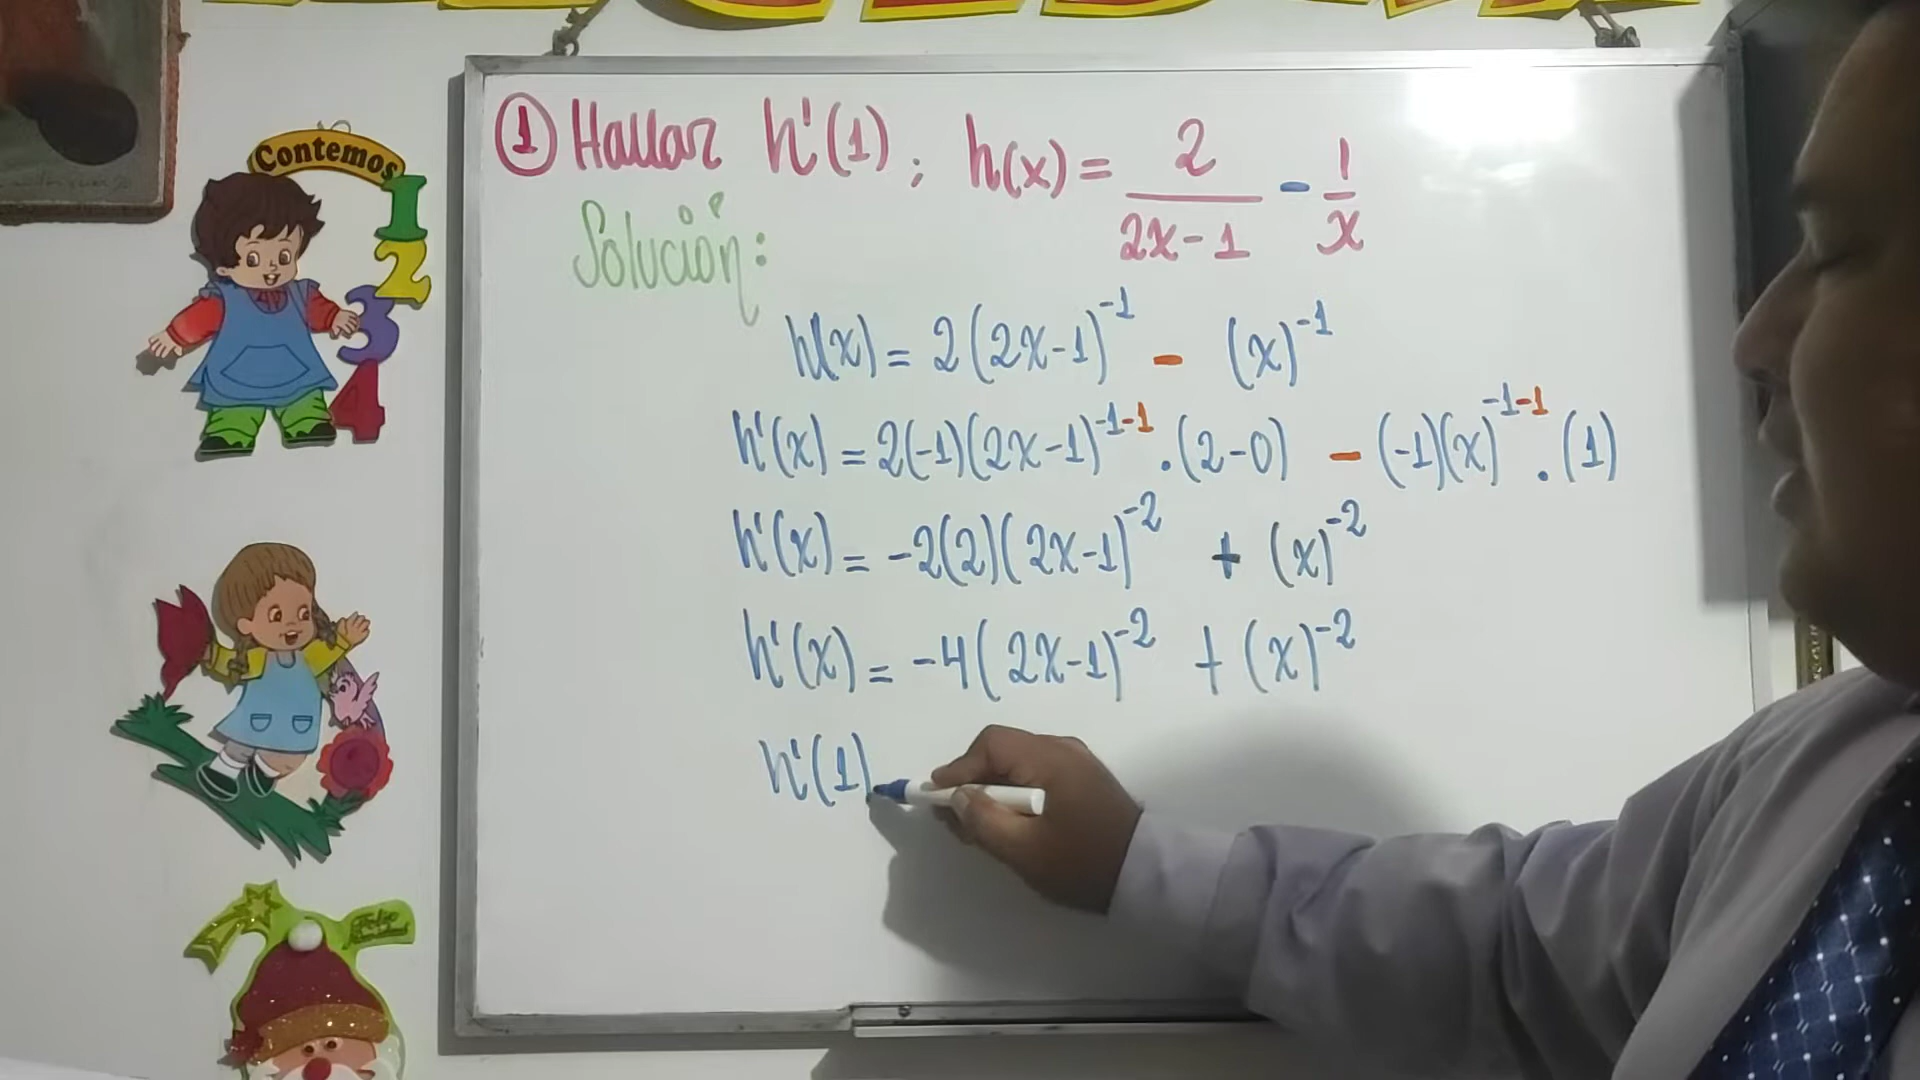 ① Hallar h'(1); h(x) = 2/(2x-1) - 1/x
Solución:
h(x) = 2(2x-1)^-1 - (x)^-1
h'(x) = 2(-1)(2x-1)^-1-1 . (2-0) - (-1)(x)^-1-1 . (1)
h'(x) = -2(2)(2x-1)^-2 + (x)^-2
h'(x) = -4(2x-1)^-2 + (x)^-2
h'(1)
Contemos
1
2
3
4